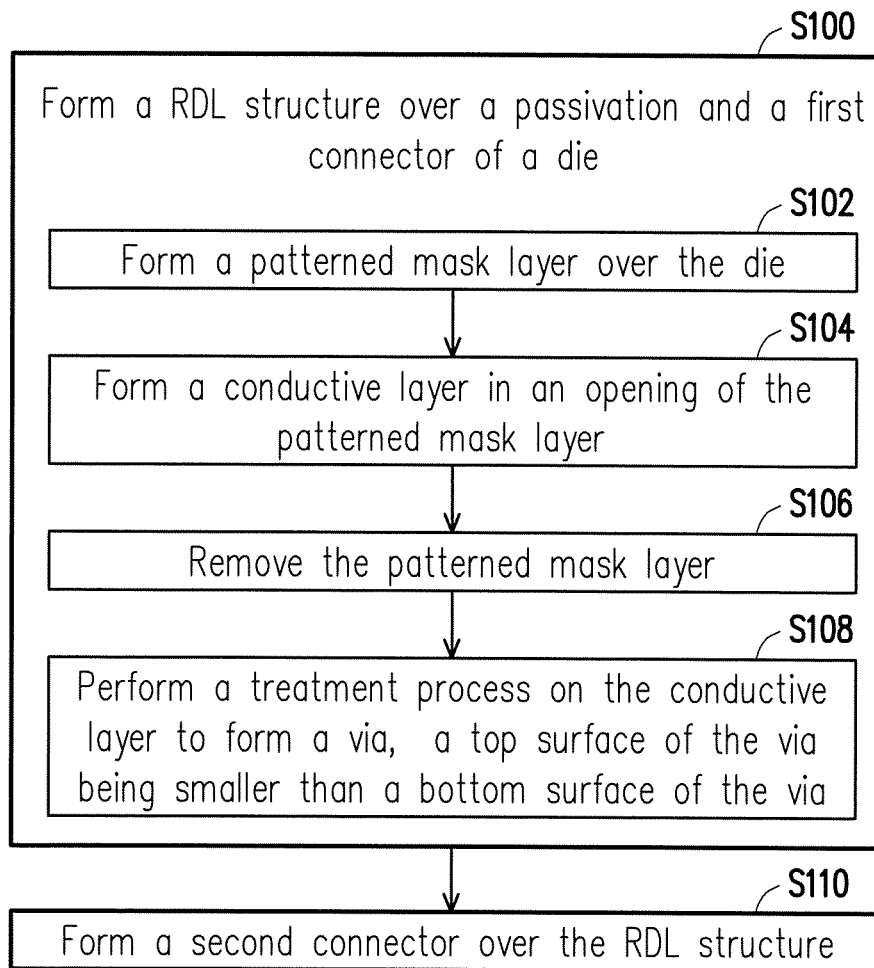 S100
Form a RDL structure over a passivation and a first
connector of a die
S102
Form a patterned mask layer over the die
S104
Form a conductive layer in an opening of the
patterned mask layer
S106
Remove the patterned mask layer
S108
Perform a treatment process on the conductive
layer to form a via, a top surface of the via
being smaller than a bottom surface of the via
S110
Form a second connector over the RDL structure